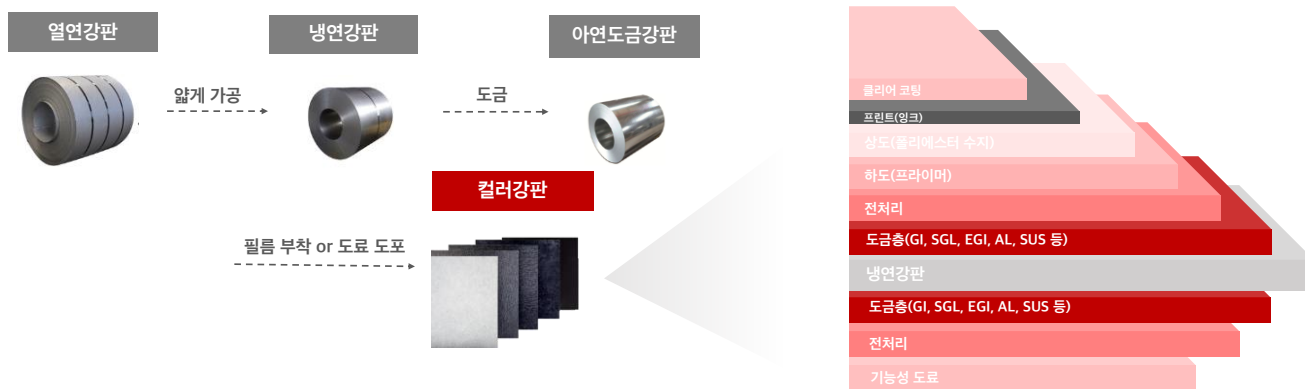 열연강판
냉연강판
아연도금강판
얇게 가공
도금
컬러강판
필름 부착 or 도료 도포
클리어 코팅
프린트(잉크)
상도(폴리에스터 수지)
하도(프라이머)
전처리
도금층(GI, SGL, EGI, AL, SUS 등)
냉연강판
도금층(GI, SGL, EGI, AL, SUS 등)
전처리
기능성 도료